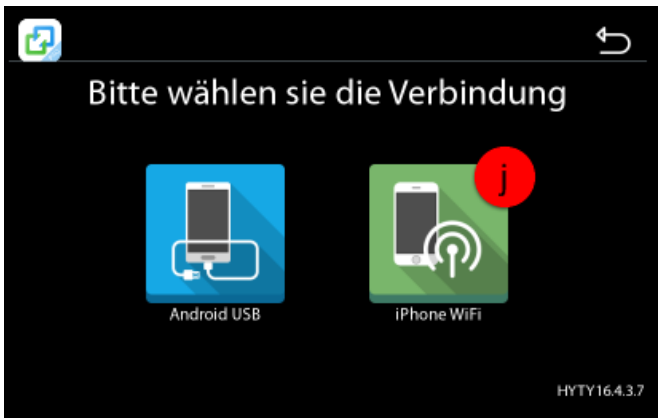 Bitte wählen sie die Verbindung
j
Android USB
iPhone WiFi
HYTY16.4.3.7